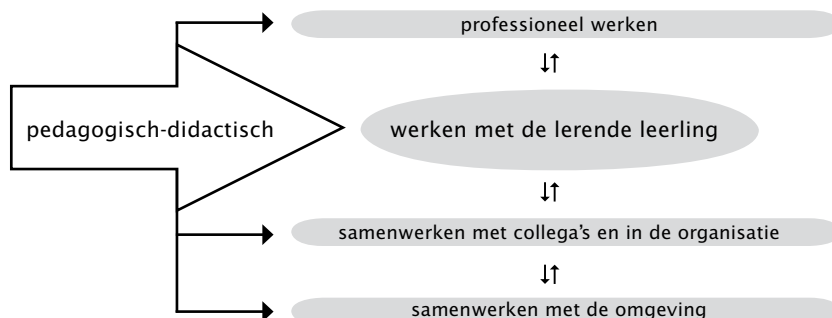 professioneel werken
pedagogisch-didactisch
werken met de lerende leerling
samenwerken met collega's en in de organisatie
samenwerken met de omgeving